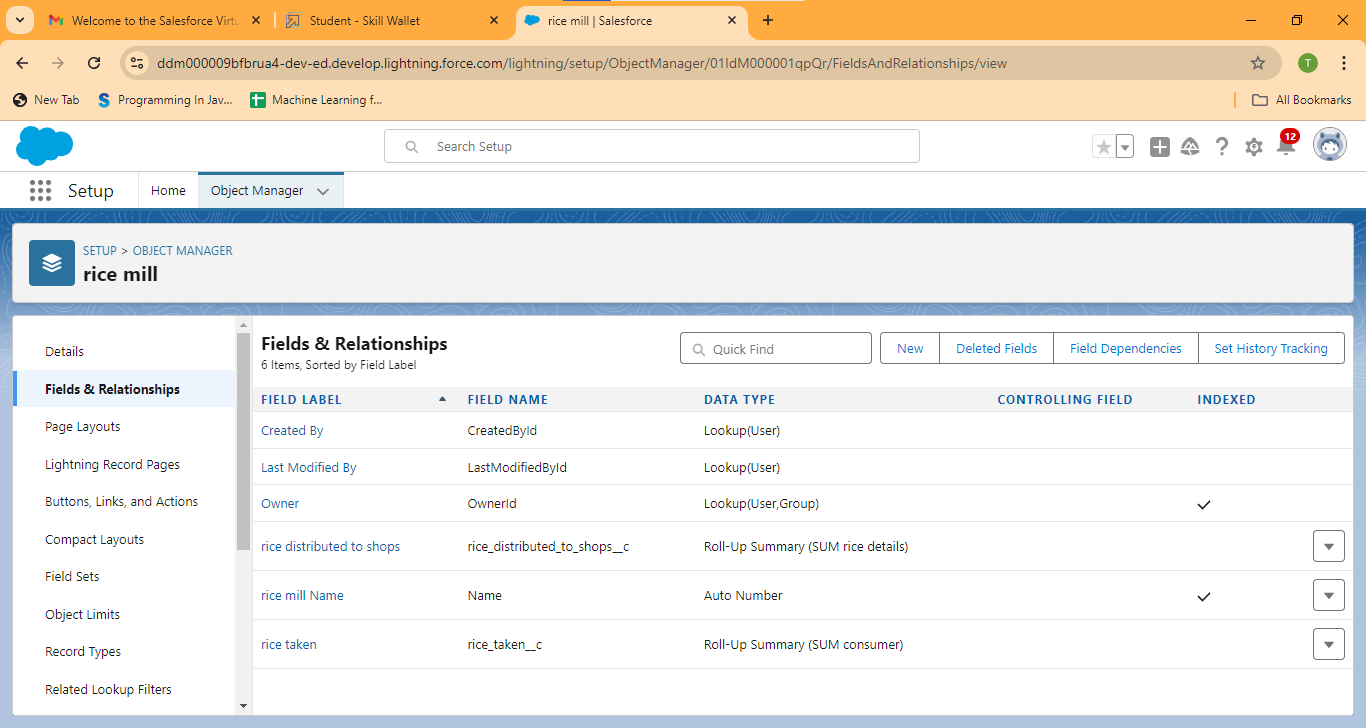 Welcome to the Salesforce Virtu
Student - Skill Wallet
rice mill | Salesforce
ddm000009bfbrua4-dev-ed.develop.lightning.force.com/lightning/setup/ObjectManager/01IdM000001qpQr/FieldsAndRelationships/view
T
New Tab
Programming In Jav...
Machine Learning f...
All Bookmarks
Search Setup
12
Setup
Home
Object Manager
SETUP > OBJECT MANAGER
rice mill
Details
Fields & Relationships
Page Layouts
Lightning Record Pages
Buttons, Links, and Actions
Compact Layouts
Field Sets
Object Limits
Record Types
Related Lookup Filters
Fields & Relationships
6 Items, Sorted by Field Label
Quick Find
New
Deleted Fields
Field Dependencies
Set History Tracking
FIELD LABEL FIELD NAME DATA TYPE CONTROLLING FIELD INDEXED
Created By CreatedById Lookup(User)
Last Modified By LastModifiedById Lookup(User)
Owner OwnerId Lookup(User,Group)
rice distributed to shops rice_distributed_to_shops__c Roll-Up Summary (SUM rice details)
rice mill Name Name Auto Number
rice taken rice_taken__c Roll-Up Summary (SUM consumer)